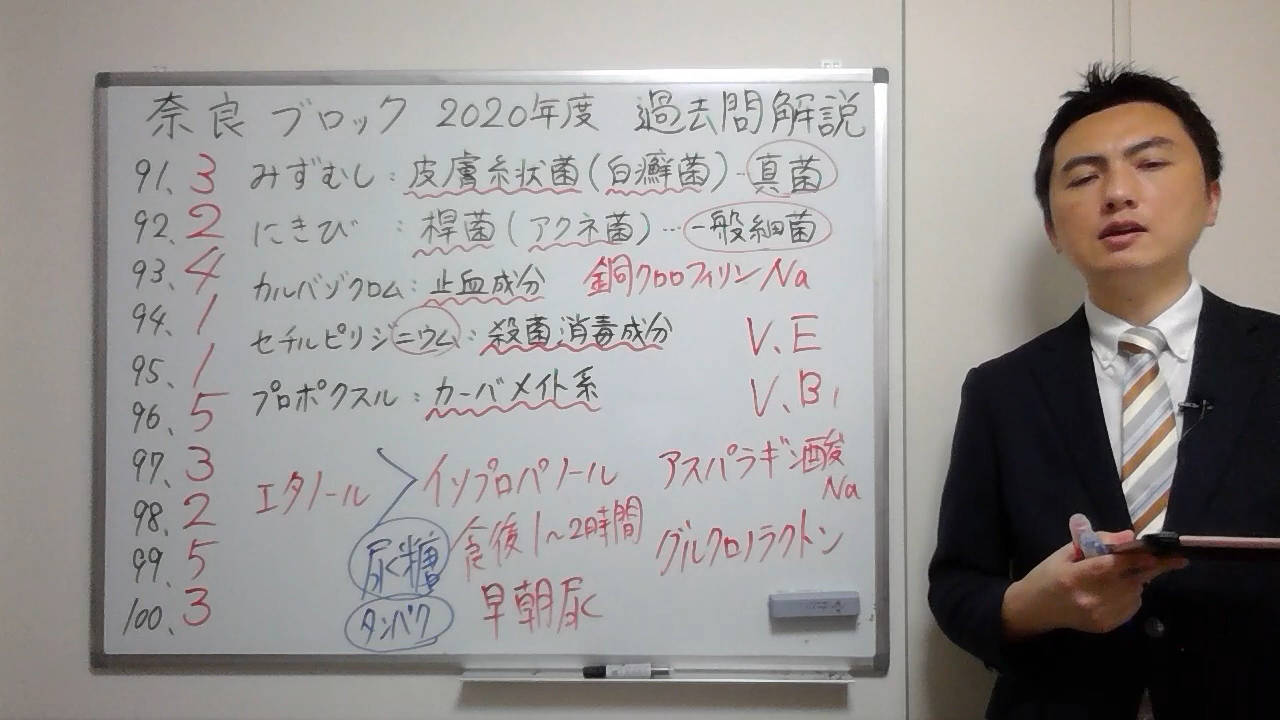 奈良ブロック 2020年度 過去問解説
91. 3 みずむし：皮膚糸状菌(白癬菌)…真菌
92. 2 にきび：桿菌(アクネ菌)…一般細菌
93. 4 カルバゾクロム：止血成分 銅クロロフィリンNa
94. 1 セチルピリジニウム：殺菌消毒成分 V.E
95. 1 プロポクスル：カーバメイト系 V.B1
96. 5
97. 3 エタノール > イソプロパノール アスパラギン酸Na
98. 2 尿糖 食後1〜2時間 グルクロノラクトン
99. 5
100. 3 タンパク 早朝尿